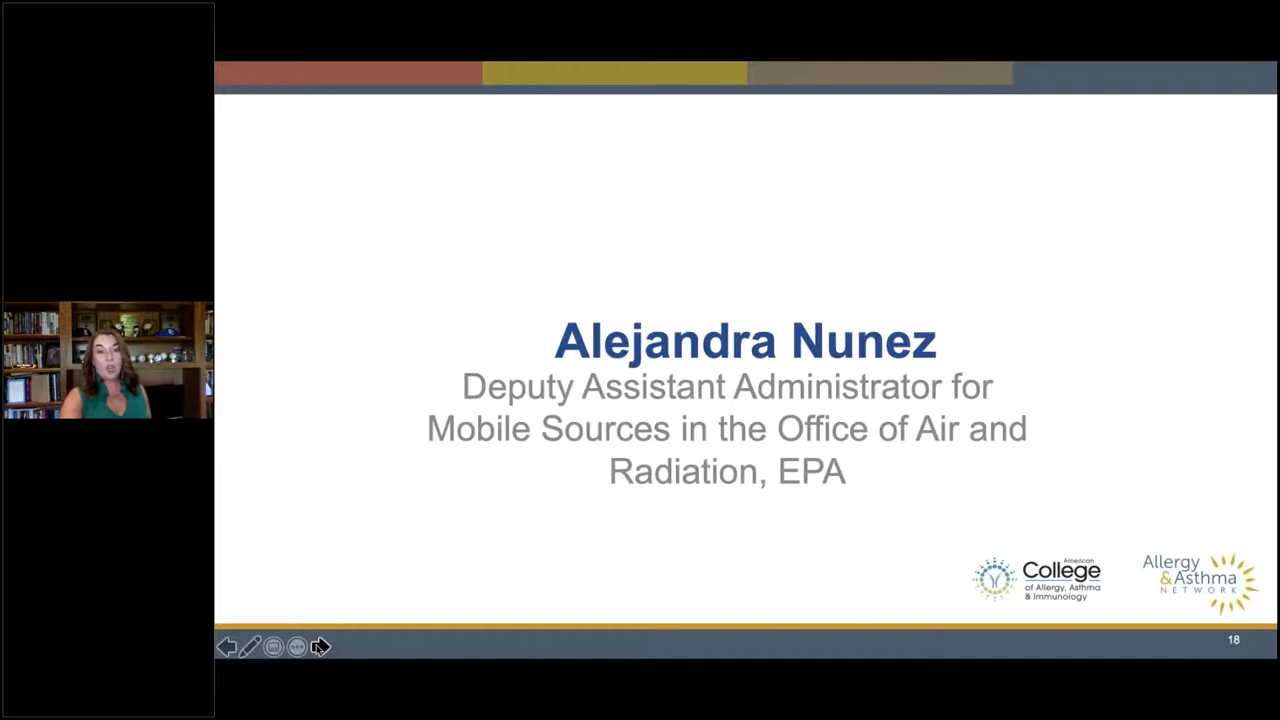 Alejandra Nunez
Deputy Assistant Administrator for
Mobile Sources in the Office of Air and
Radiation, EPA
American
College
of Allergy, Asthma
& Immunology
Allergy
&Asthma
NETWORK
18